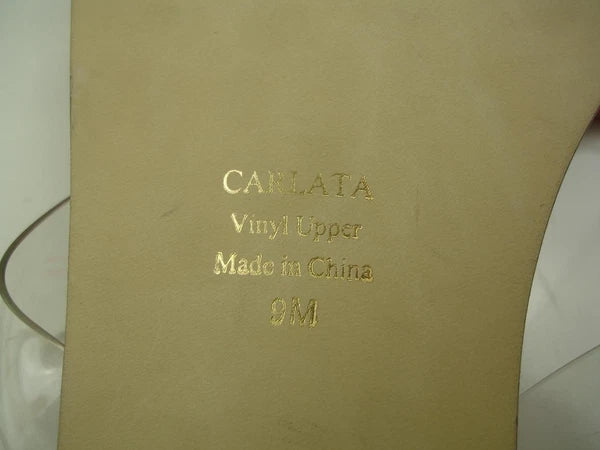 CARLATA
Vinyl Upper
Made in China
9M